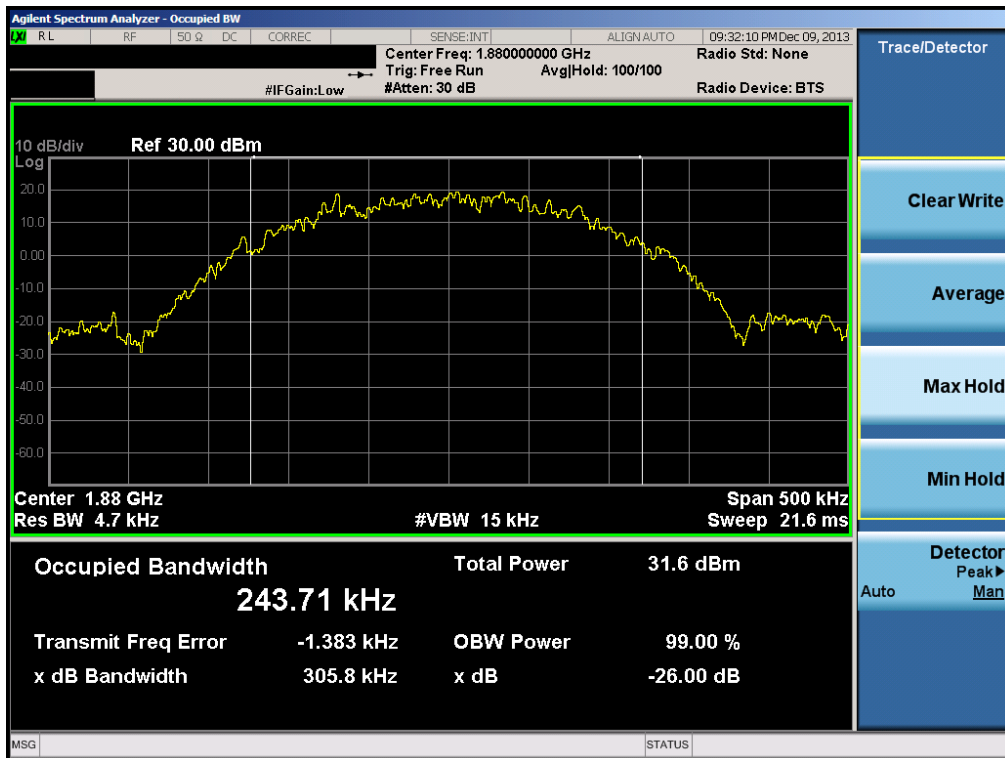 Agilent Spectrum Analyzer - Occupied BW
LXI RL RF 50 Ω DC CORREC SENSE:INT ALIGN AUTO 09:32:10 PM Dec 09, 2013
Center Freq: 1.880000000 GHz Radio Std: None
Trig: Free Run Avg|Hold: 100/100
#IFGain:Low #Atten: 30 dB Radio Device: BTS
10 dB/div Ref 30.00 dBm
Log
20.0
10.0
0.00
-10.0
-20.0
-30.0
-40.0
-50.0
-60.0
Center 1.88 GHz Span 500 kHz
Res BW 4.7 kHz #VBW 15 kHz Sweep 21.6 ms
Occupied Bandwidth Total Power 31.6 dBm
243.71 kHz
Transmit Freq Error -1.383 kHz OBW Power 99.00 %
x dB Bandwidth 305.8 kHz x dB -26.00 dB
MSG STATUS
Trace/Detector
Clear Write
Average
Max Hold
Min Hold
Detector
Peak▶
Auto Man